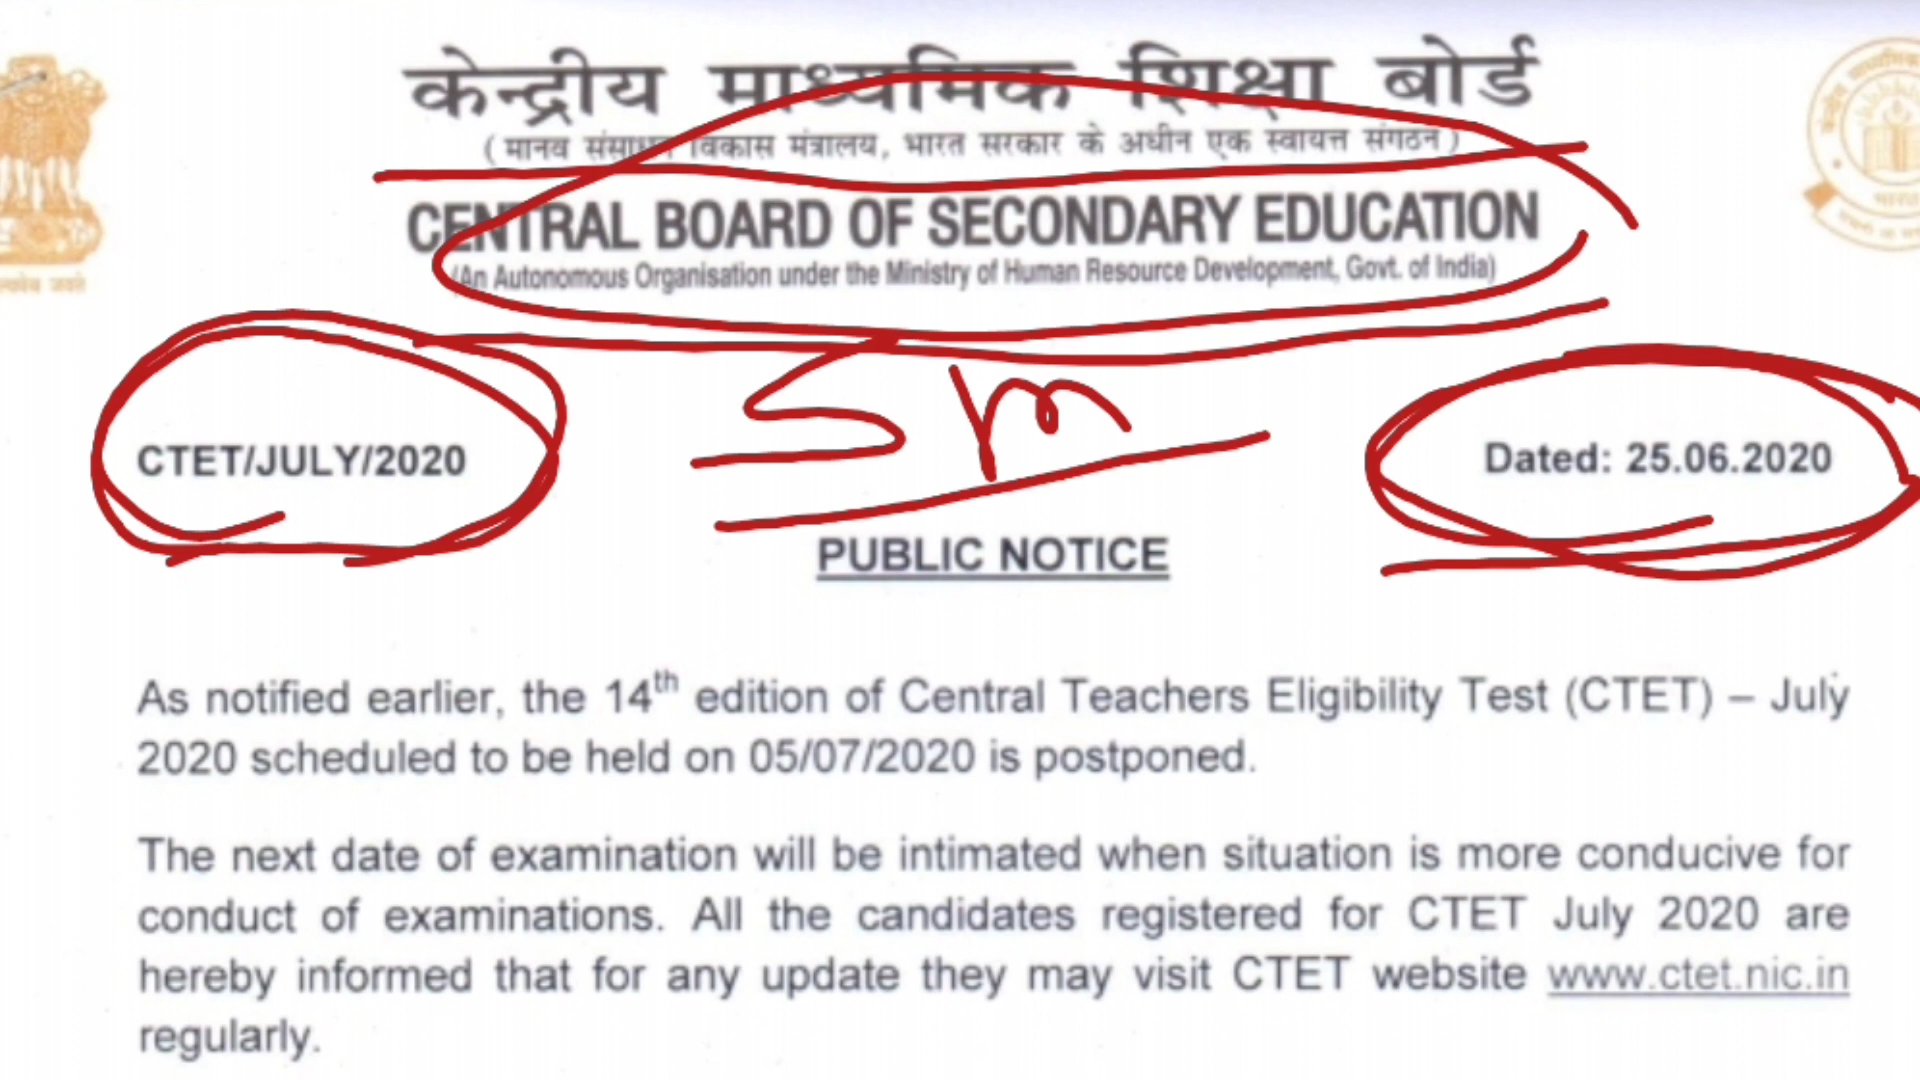 केन्द्रीय माध्यमिक शिक्षा बोर्ड
( मानव संसाधन विकास मंत्रालय, भारत सरकार के अधीन एक स्वायत्त संगठन )
CENTRAL BOARD OF SECONDARY EDUCATION
(An Autonomous Organisation under the Ministry of Human Resource Development, Govt. of India)
CTET/JULY/2020
Dated: 25.06.2020
PUBLIC NOTICE
As notified earlier, the 14th edition of Central Teachers Eligibility Test (CTET) – July
2020 scheduled to be held on 05/07/2020 is postponed.
The next date of examination will be intimated when situation is more conducive for
conduct of examinations. All the candidates registered for CTET July 2020 are
hereby informed that for any update they may visit CTET website www.ctet.nic.in
regularly.